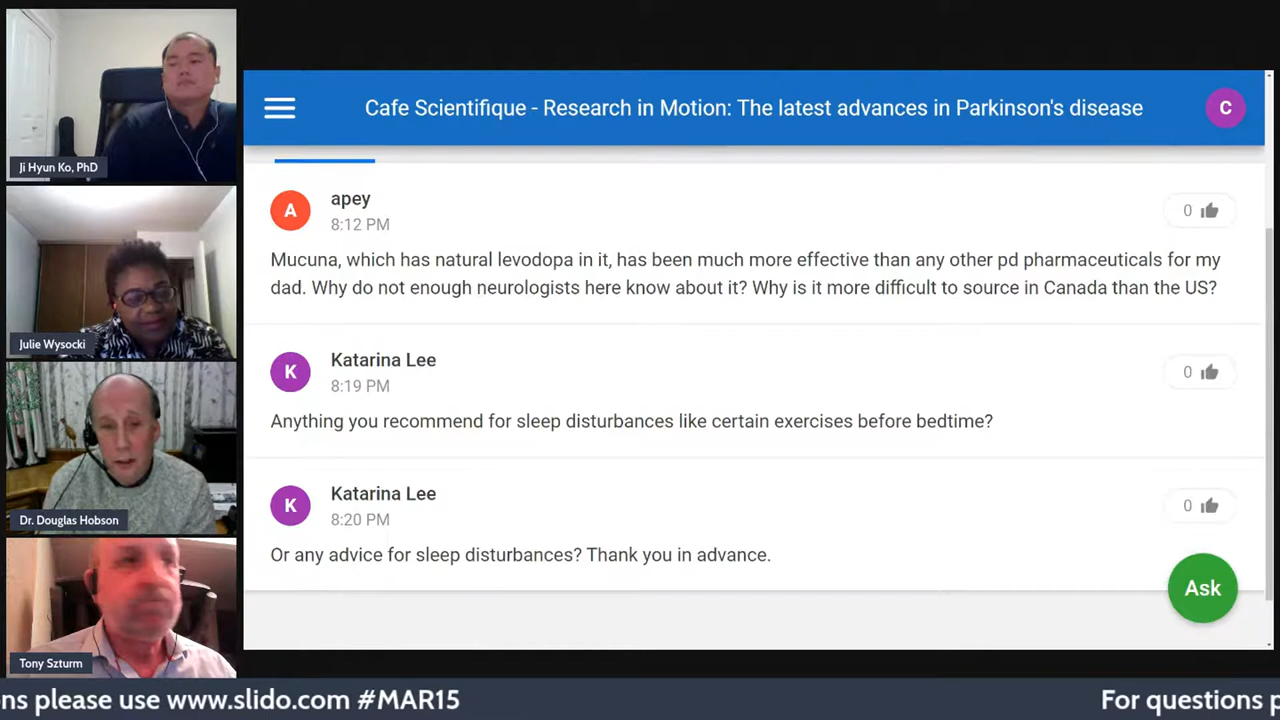 Ji Hyun Ko, PhD
Julie Wysocki
Dr. Douglas Hobson
Tony Szturm
Cafe Scientifique - Research in Motion: The latest advances in Parkinson's disease
C
A
apey
8:12 PM
0
Mucuna, which has natural levodopa in it, has been much more effective than any other pd pharmaceuticals for my
dad. Why do not enough neurologists here know about it? Why is it more difficult to source in Canada than the US?
K
Katarina Lee
8:19 PM
0
Anything you recommend for sleep disturbances like certain exercises before bedtime?
K
Katarina Lee
8:20 PM
0
Or any advice for sleep disturbances? Thank you in advance.
Ask
ns please use www.slido.com #MAR15
For questions p